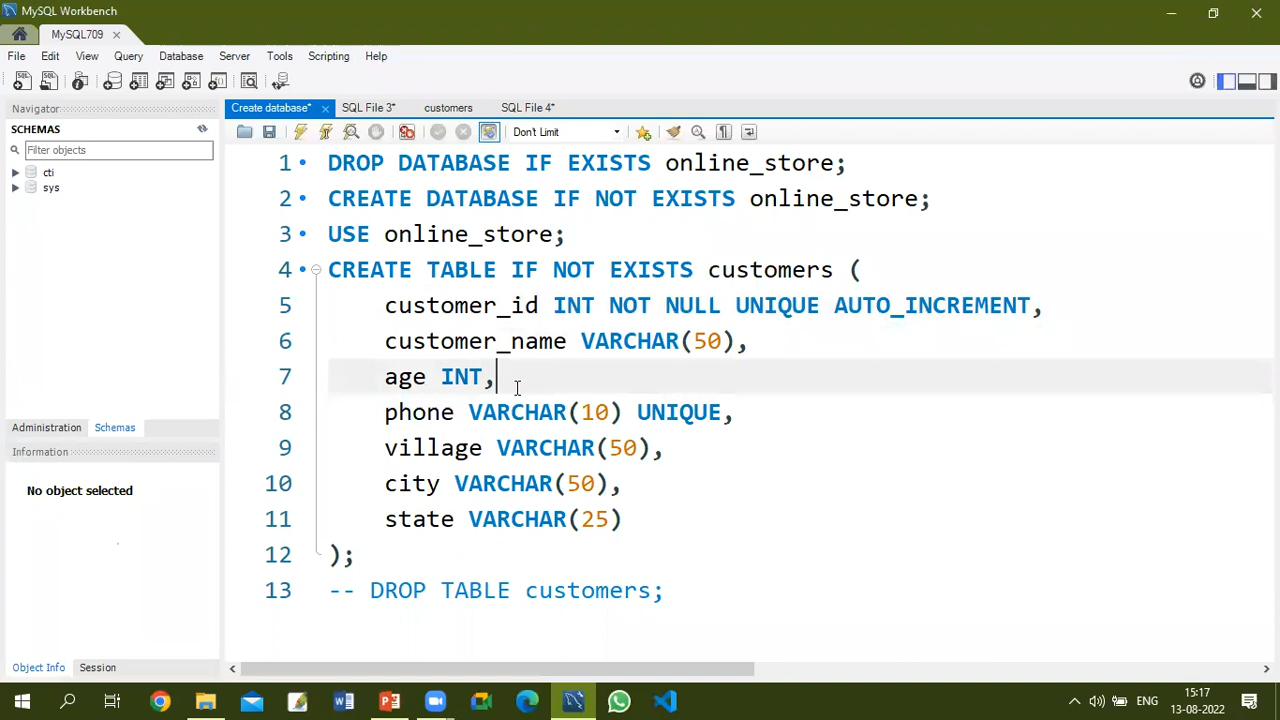 MySQL Workbench
MySQL709
File Edit View Query Database Server Tools Scripting Help
Navigator
SCHEMAS
Filter objects
cti
sys
Administration Schemas
Information
No object selected
Object Info Session
Create database* SQL File 3* customers SQL File 4*
Don't Limit
1 DROP DATABASE IF EXISTS online_store;
2 CREATE DATABASE IF NOT EXISTS online_store;
3 USE online_store;
4 CREATE TABLE IF NOT EXISTS customers (
5 customer_id INT NOT NULL UNIQUE AUTO_INCREMENT,
6 customer_name VARCHAR(50),
7 age INT,
8 phone VARCHAR(10) UNIQUE,
9 village VARCHAR(50),
10 city VARCHAR(50),
11 state VARCHAR(25)
12 );
13 -- DROP TABLE customers;
ENG
15:17
13-08-2022